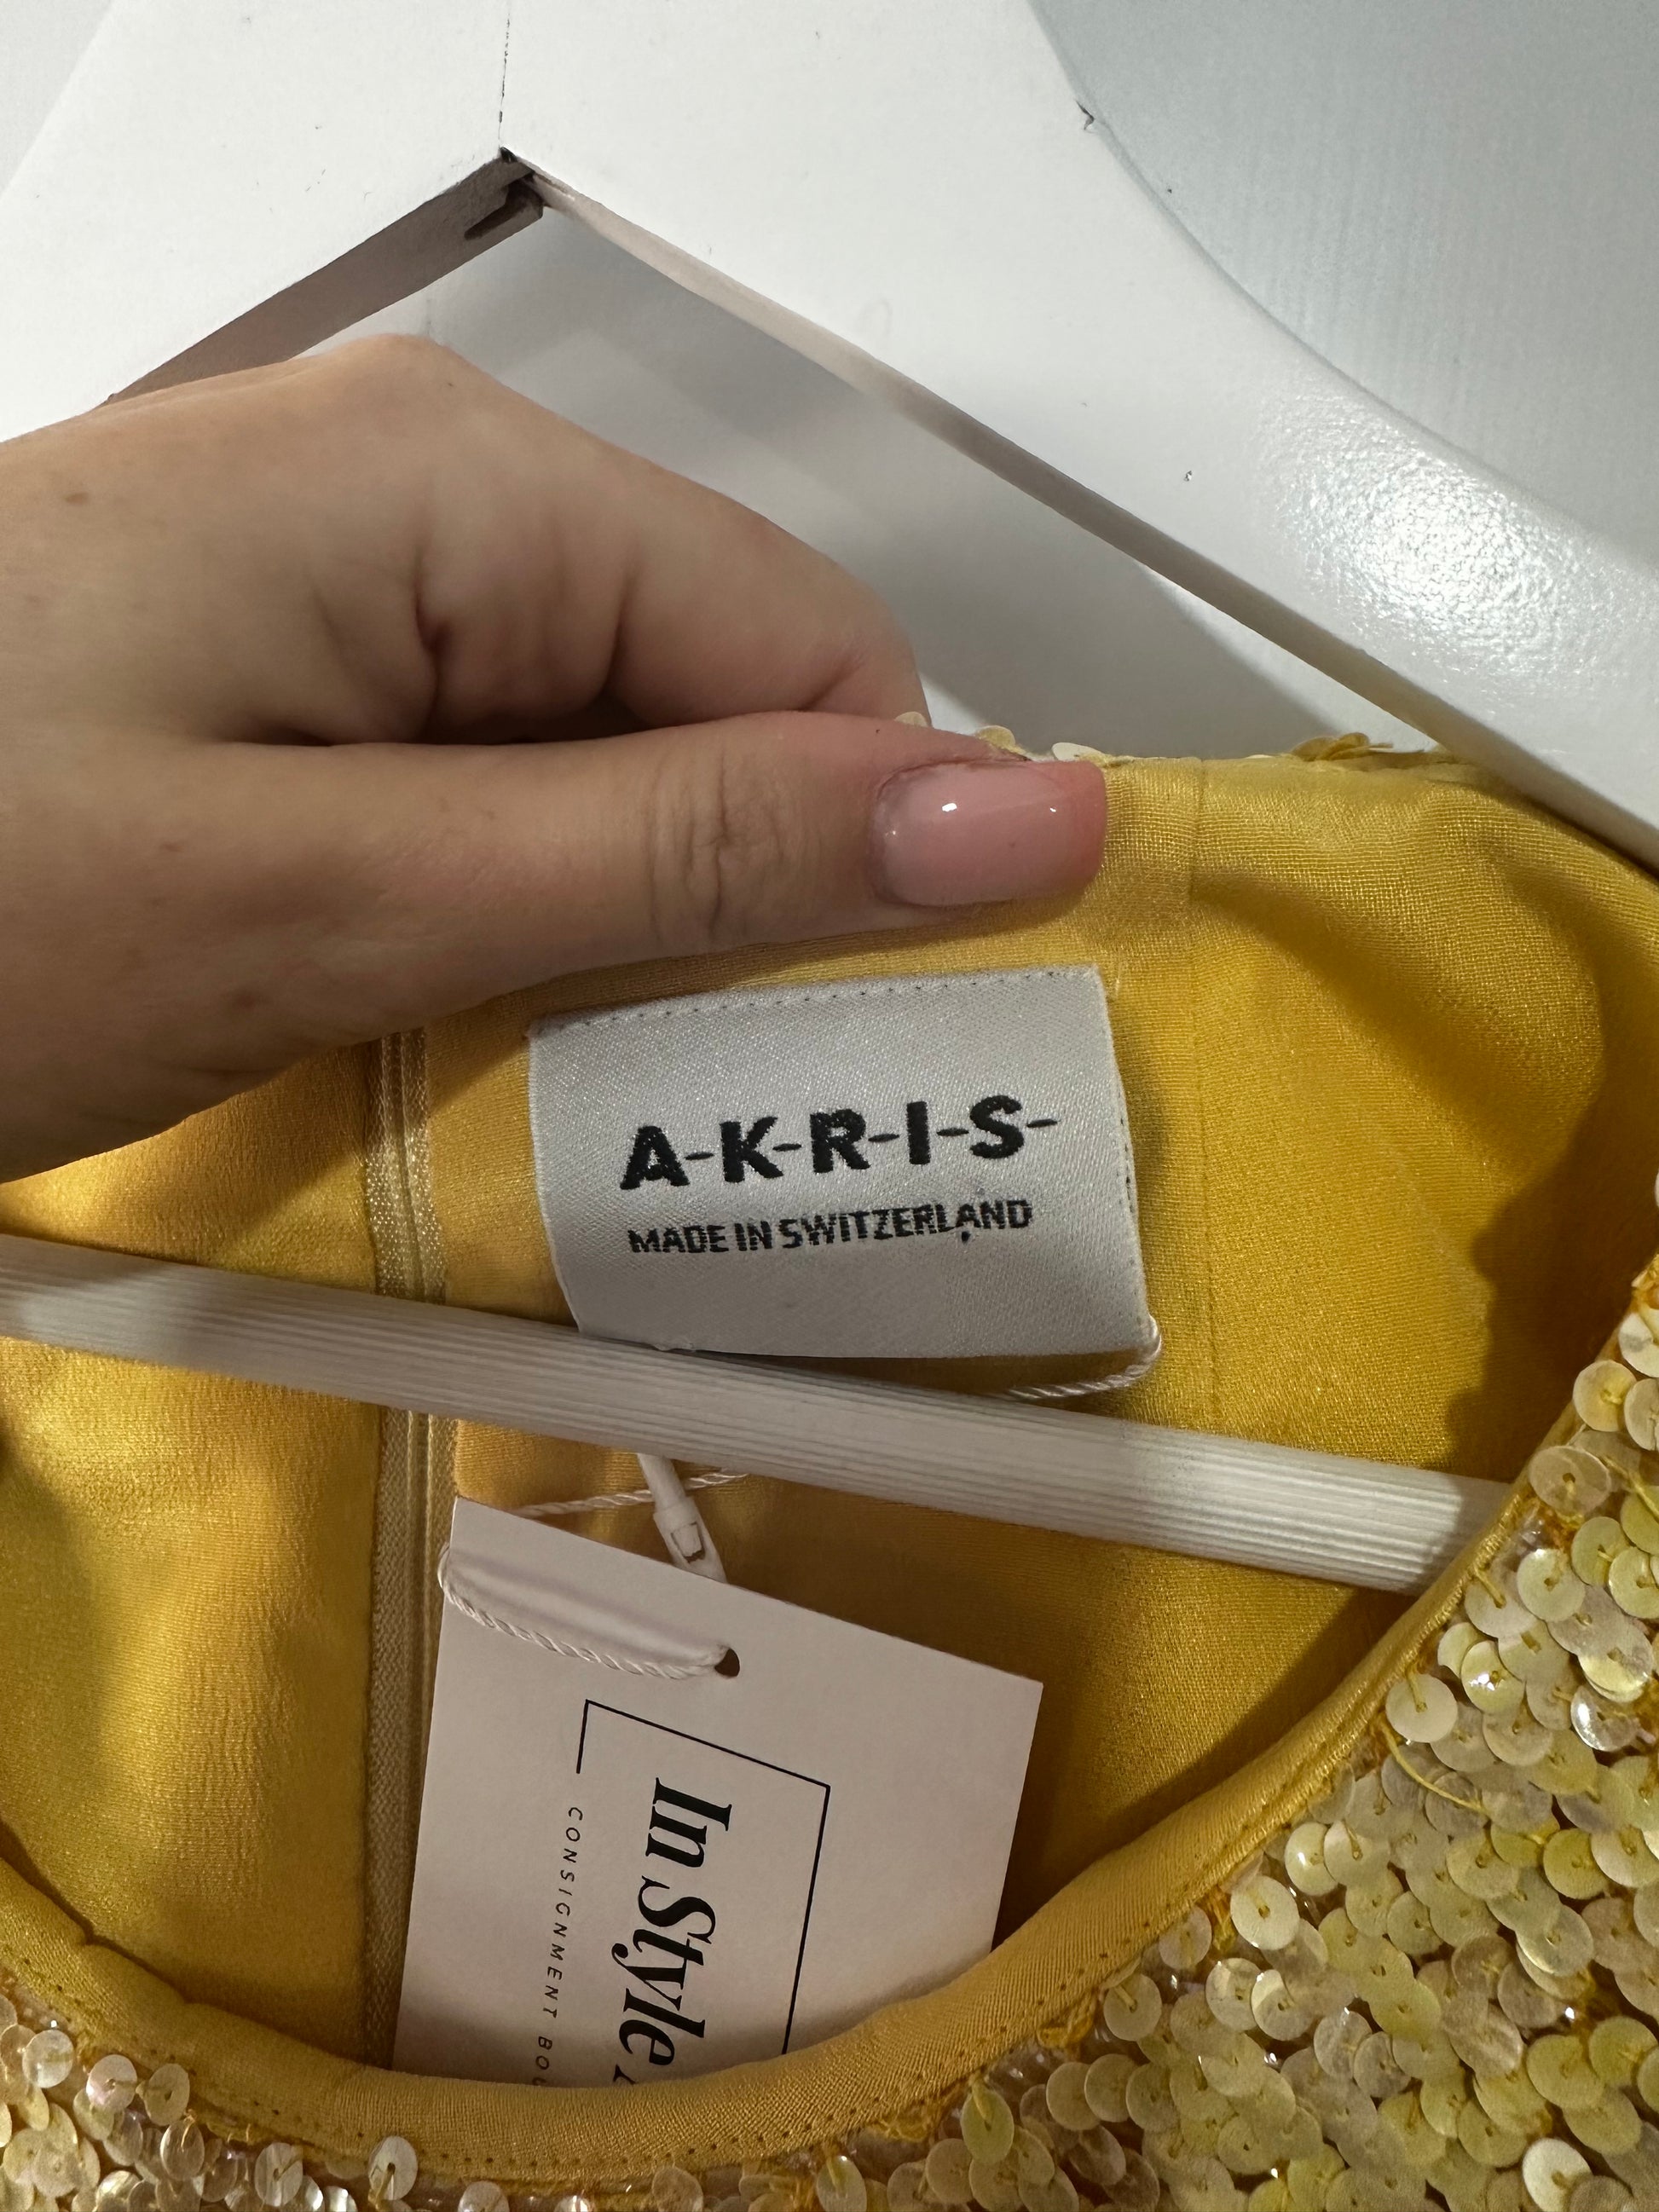 A-K-R-I-S-
MADE IN SWITZERLAND
In Style
CONSIGNMENT